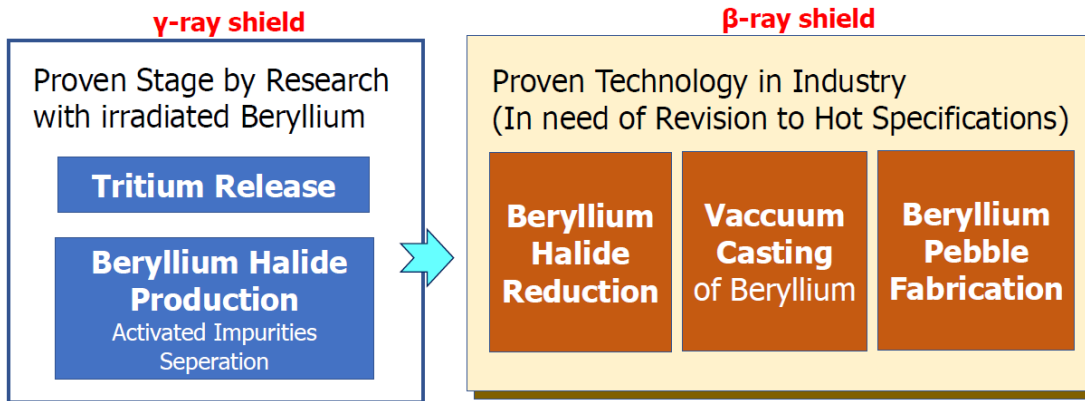 γ-ray shield
Proven Stage by Research
with irradiated Beryllium
Tritium Release
Beryllium Halide
Production
Activated Impurities
Seperation
β-ray shield
Proven Technology in Industry
(In need of Revision to Hot Specifications)
Beryllium
Halide
Reduction
Vaccuum
Casting
of Beryllium
Beryllium
Pebble
Fabrication